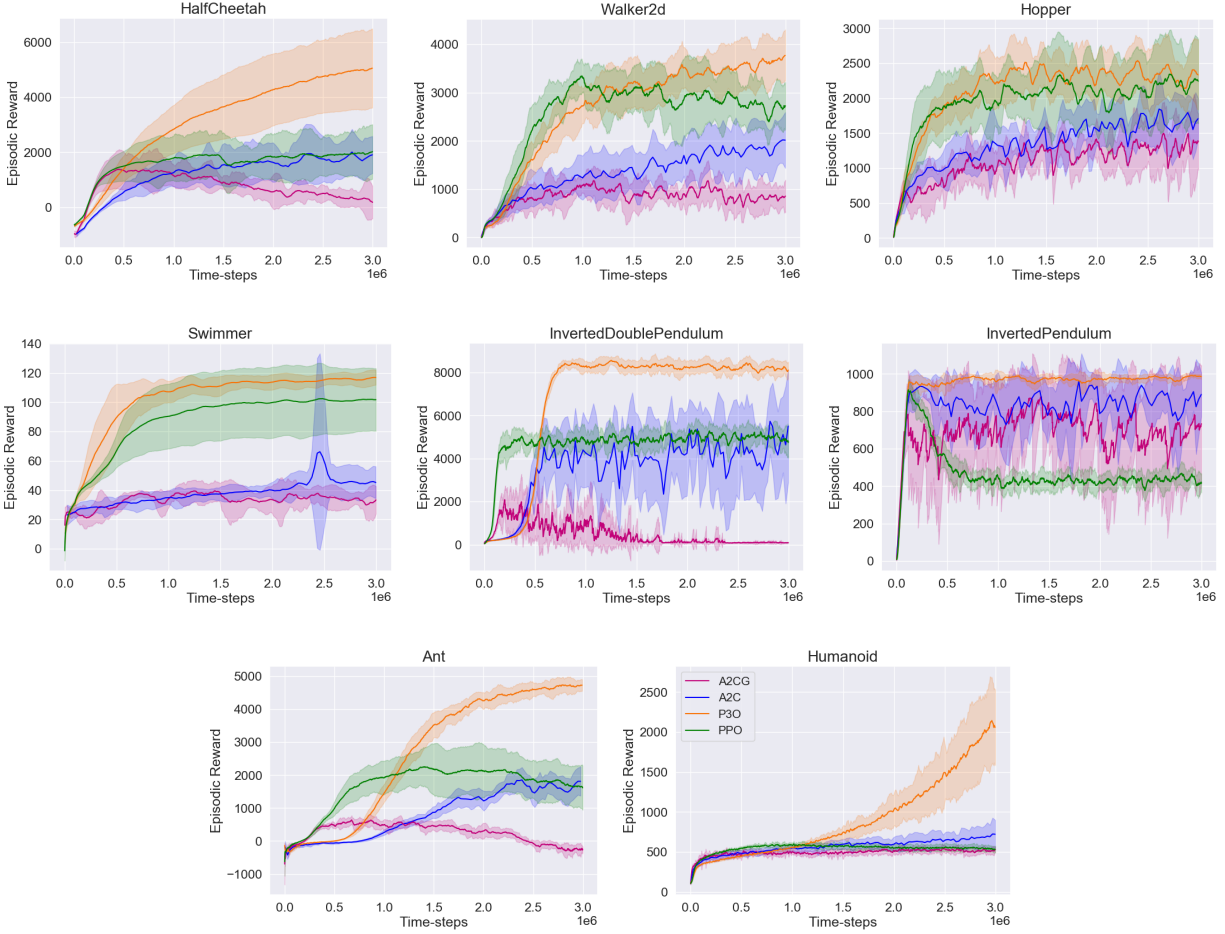 HalfCheetah
Walker2d
Hopper
Episodic Reward
6000
4000
2000
0
0.0 0.5 1.0 1.5 2.0 2.5 3.0
Time-steps
1e6
Episodic Reward
4000
3000
2000
1000
0
0.0 0.5 1.0 1.5 2.0 2.5 3.0
Time-steps
1e6
Episodic Reward
3000
2500
2000
1500
1000
500
0
0.0 0.5 1.0 1.5 2.0 2.5 3.0
Time-steps
1e6
Swimmer
InvertedDoublePendulum
InvertedPendulum
Episodic Reward
140
120
100
80
60
40
20
0
0.0 0.5 1.0 1.5 2.0 2.5 3.0
Time-steps
1e6
Episodic Reward
8000
6000
4000
2000
0
0.0 0.5 1.0 1.5 2.0 2.5 3.0
Time-steps
1e6
Episodic Reward
1000
800
600
400
200
0
0.0 0.5 1.0 1.5 2.0 2.5 3.0
Time-steps
1e6
Ant
Humanoid
Episodic Reward
5000
4000
3000
2000
1000
0
−1000
0.0 0.5 1.0 1.5 2.0 2.5 3.0
Time-steps
1e6
Episodic Reward
2500
2000
1500
1000
500
0
A2CG
A2C
P3O
PPO
0.0 0.5 1.0 1.5 2.0 2.5 3.0
Time-steps
1e6